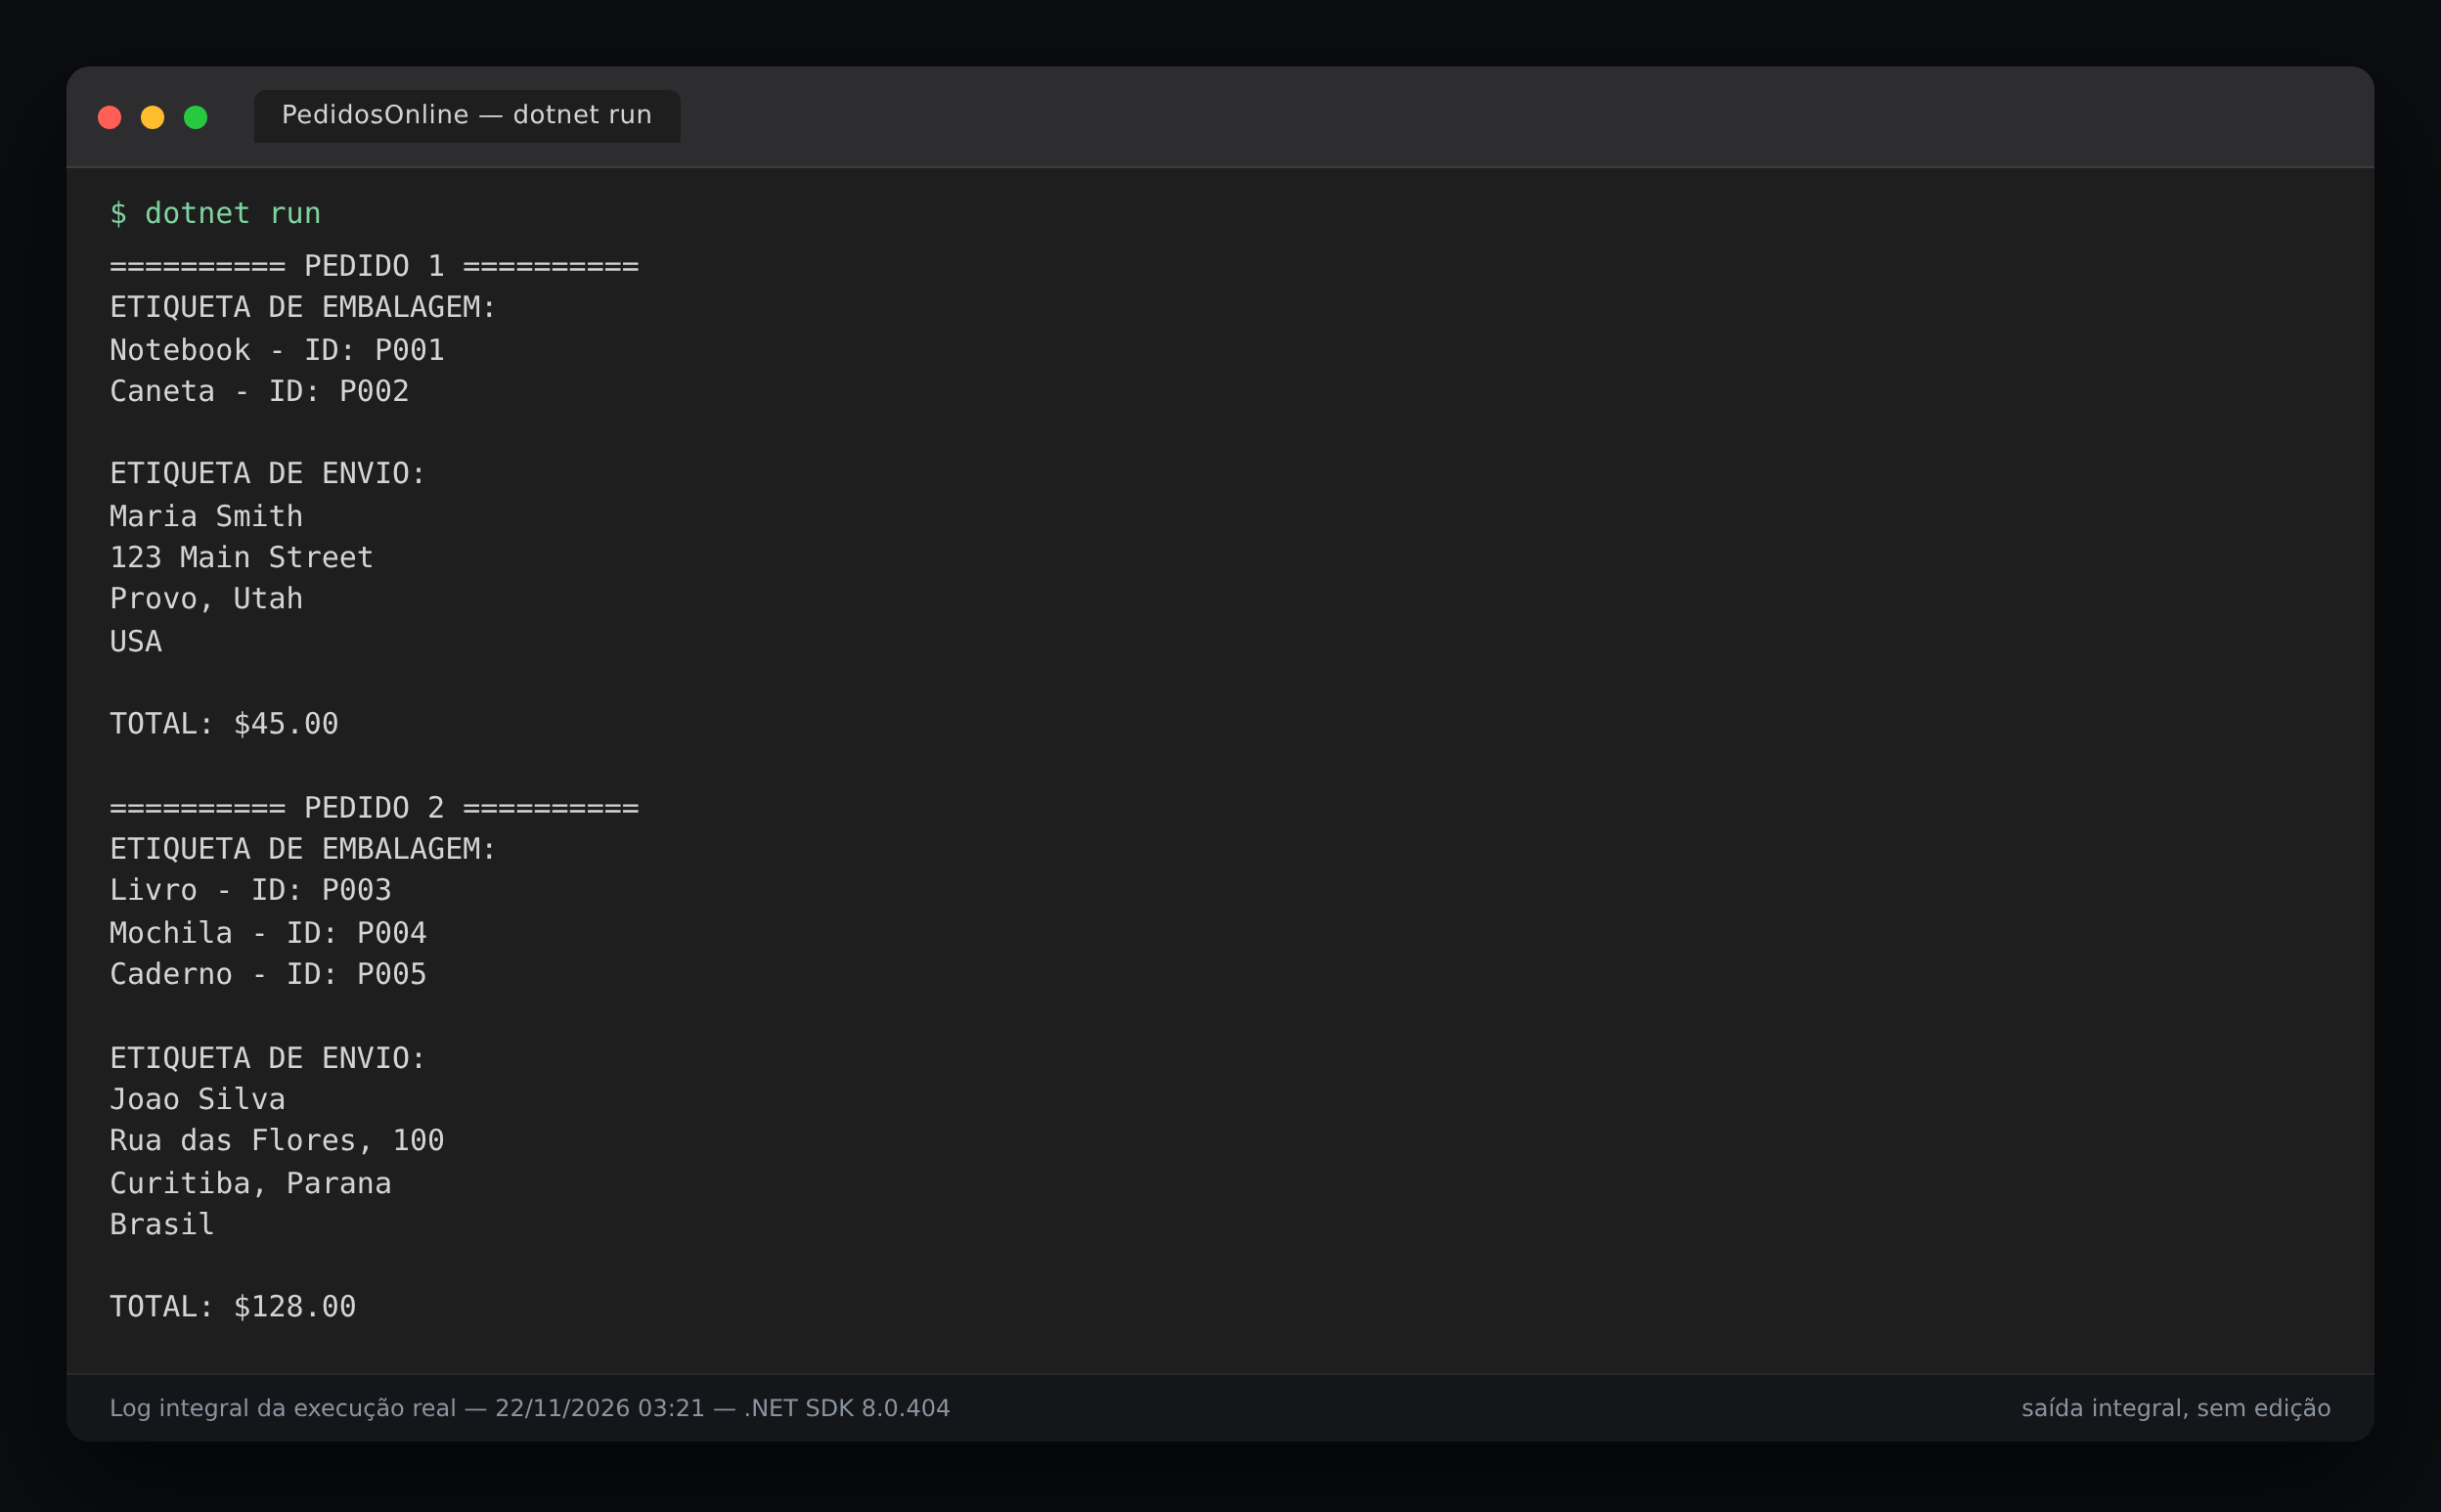 PedidosOnline — dotnet run
$ dotnet run
========== PEDIDO 1 ==========
ETIQUETA DE EMBALAGEM:
Notebook - ID: P001
Caneta - ID: P002

ETIQUETA DE ENVIO:
Maria Smith
123 Main Street
Provo, Utah
USA

TOTAL: $45.00

========== PEDIDO 2 ==========
ETIQUETA DE EMBALAGEM:
Livro - ID: P003
Mochila - ID: P004
Caderno - ID: P005

ETIQUETA DE ENVIO:
Joao Silva
Rua das Flores, 100
Curitiba, Parana
Brasil

TOTAL: $128.00

Log integral da execução real — 22/11/2026 03:21 — .NET SDK 8.0.404
saída integral, sem edição